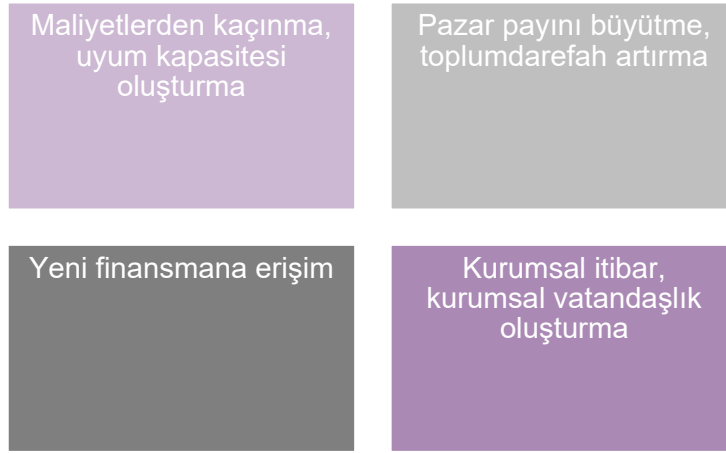 Maliyetlerden kaçınma,
uyum kapasitesi
oluşturma
Pazar payını büyütme,
toplumdarefah artırma
Yeni finansmana erişim
Kurumsal itibar,
kurumsal vatandaşlık
oluşturma